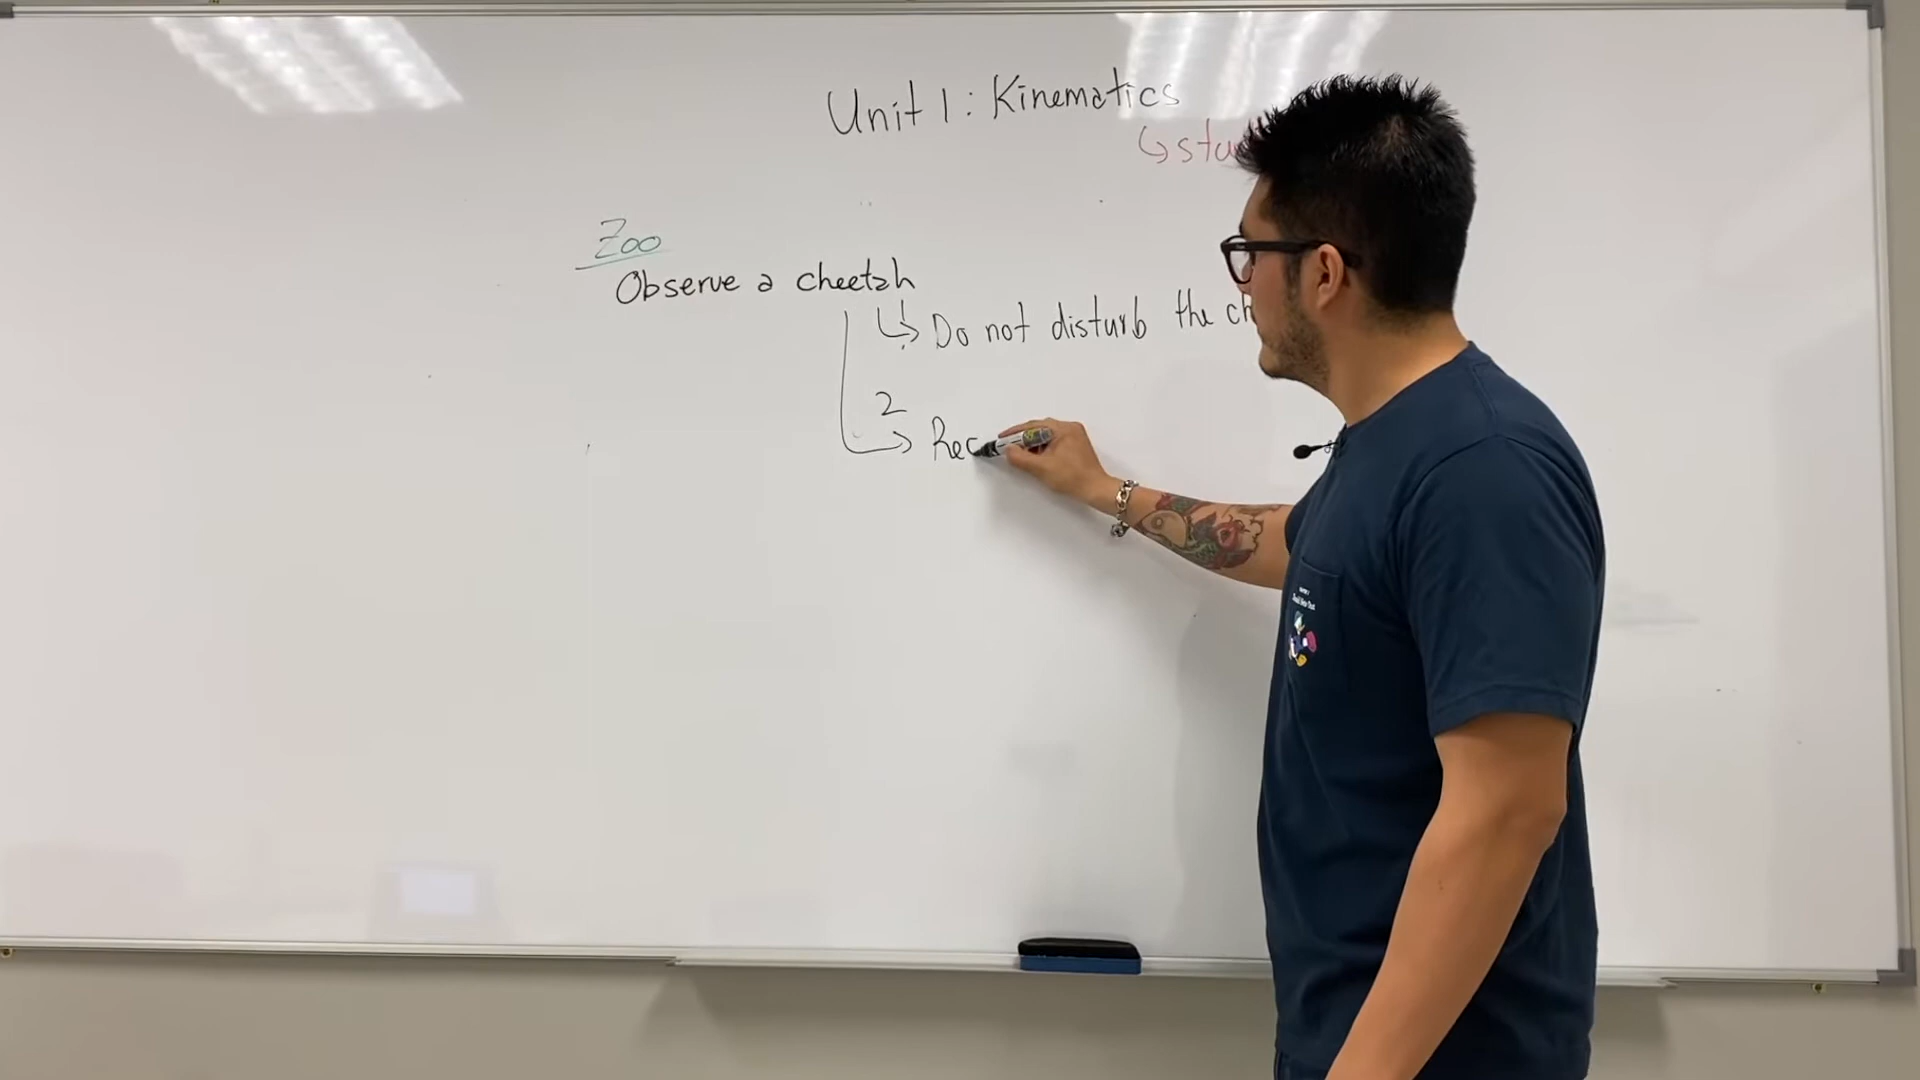 Unit 1: Kinematics
↳ stu
Zoo
Observe a cheetah
1 ↳ Do not disturb the ch
2 ↳ Rec